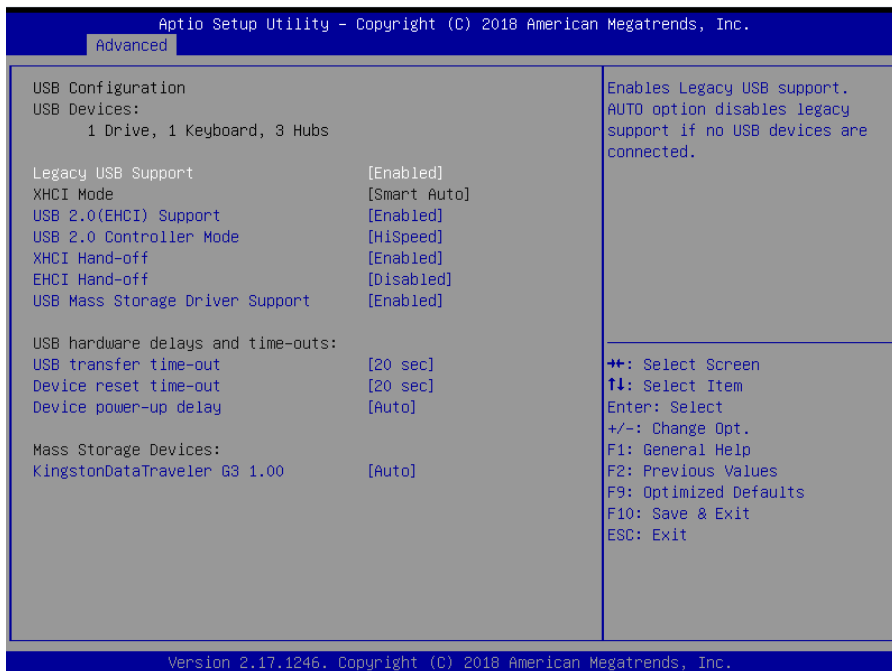 Aptio Setup Utility – Copyright (C) 2018 American Megatrends, Inc.
Advanced
USB Configuration
USB Devices:
1 Drive, 1 Keyboard, 3 Hubs
Legacy USB Support [Enabled]
XHCI Mode [Smart Auto]
USB 2.0(EHCI) Support [Enabled]
USB 2.0 Controller Mode [HiSpeed]
XHCI Hand-off [Enabled]
EHCI Hand-off [Disabled]
USB Mass Storage Driver Support [Enabled]
USB hardware delays and time-outs:
USB transfer time-out [20 sec]
Device reset time-out [20 sec]
Device power-up delay [Auto]
Mass Storage Devices:
KingstonDataTraveler G3 1.00 [Auto]
Enables Legacy USB support.
AUTO option disables legacy
support if no USB devices are
connected.
→←: Select Screen
↑↓: Select Item
Enter: Select
+/-: Change Opt.
F1: General Help
F2: Previous Values
F9: Optimized Defaults
F10: Save & Exit
ESC: Exit
Version 2.17.1246. Copyright (C) 2018 American Megatrends, Inc.